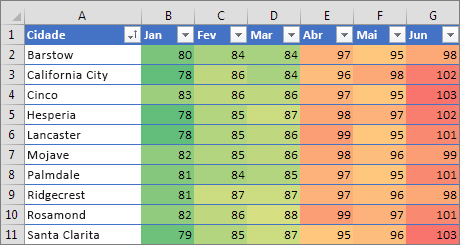 A B C D E F G
1 Cidade Jan Fev Mar Abr Mai Jun
2 Barstow 80 84 84 97 95 98
3 California City 78 86 84 96 98 102
4 Cinco 83 86 86 97 95 103
5 Hesperia 78 85 87 98 97 102
6 Lancaster 78 85 86 99 95 101
7 Mojave 82 85 86 98 96 99
8 Palmdale 81 84 85 97 95 101
9 Ridgecrest 81 87 87 97 96 98
10 Rosamond 82 86 88 99 97 101
11 Santa Clarita 79 85 87 95 96 103